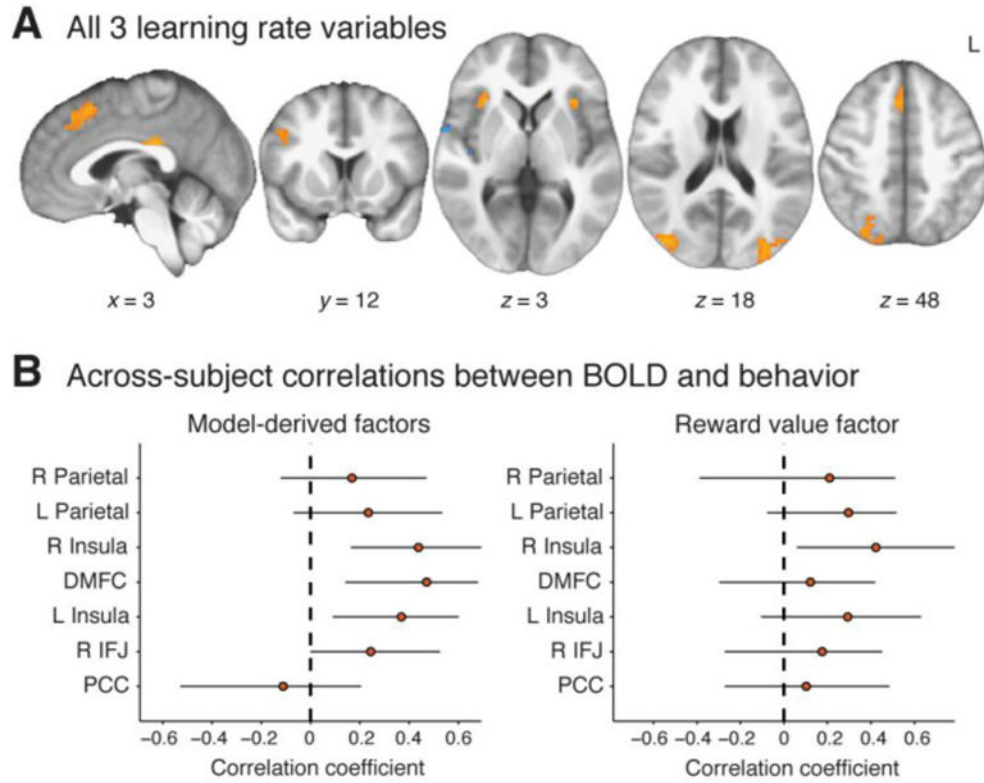 A All 3 learning rate variables
L
x = 3
y = 12
z = 3
z = 18
z = 48
B Across-subject correlations between BOLD and behavior
Model-derived factors
R Parietal
L Parietal
R Insula
DMFC
L Insula
R IFJ
PCC
−0.6 −0.4 −0.2 0 0.2 0.4 0.6
Correlation coefficient
Reward value factor
R Parietal
L Parietal
R Insula
DMFC
L Insula
R IFJ
PCC
−0.6 −0.4 −0.2 0 0.2 0.4 0.6
Correlation coefficient